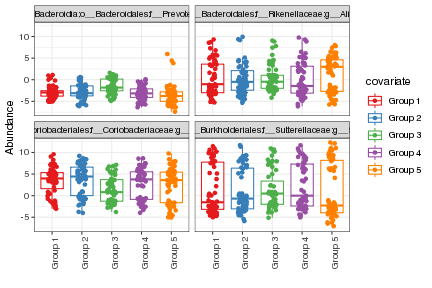 Bacteroidia;o__Bacteroidales;f__Prevote
_Bacteroidales;f__Rikenellaceae;g__Ali
10
5
0
-5
oriobacteriales;f__Coriobacteriaceae;g__
_Burkholderiales;f__Sutterellaceae;g__
10
5
0
-5
Abundance
Group 1
Group 2
Group 3
Group 4
Group 5
Group 1
Group 2
Group 3
Group 4
Group 5
covariate
Group 1
Group 2
Group 3
Group 4
Group 5